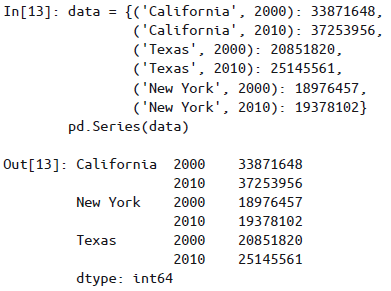 In[13]: data = {('California', 2000): 33871648,
                ('California', 2010): 37253956,
                ('Texas', 2000): 20851820,
                ('Texas', 2010): 25145561,
                ('New York', 2000): 18976457,
                ('New York', 2010): 19378102}
        pd.Series(data)
Out[13]: California  2000    33871648
                     2010    37253956
         New York    2000    18976457
                     2010    19378102
         Texas       2000    20851820
                     2010    25145561
         dtype: int64